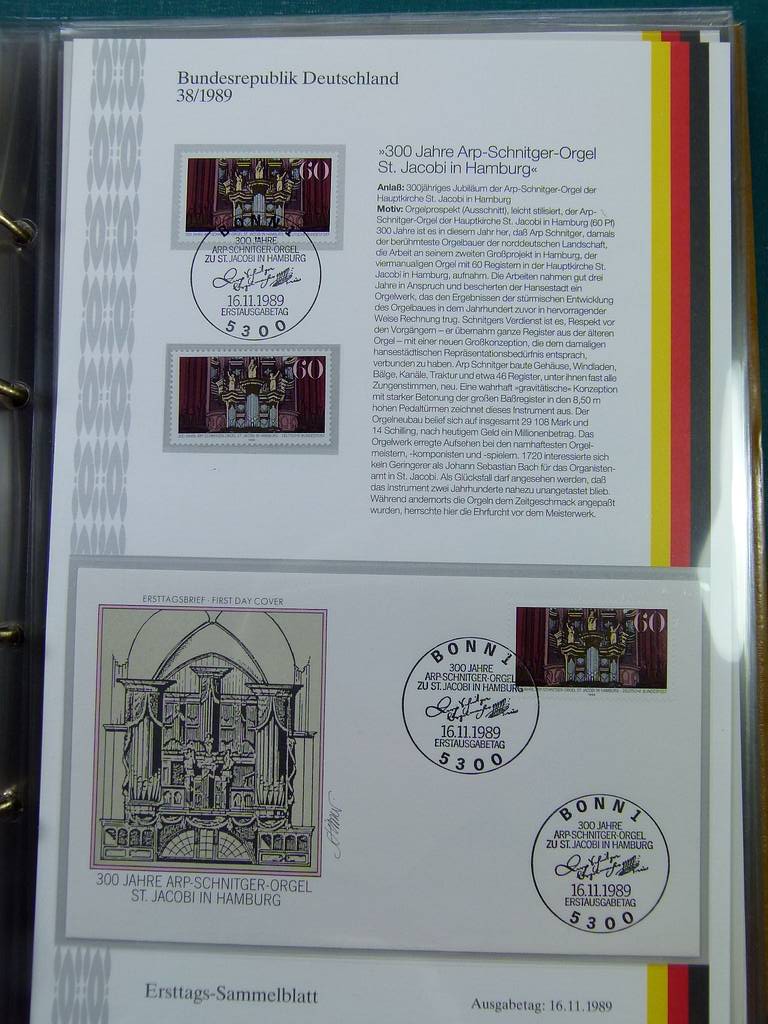 Bundesrepublik Deutschland
38/1989
60
BONN 1
300 JAHRE
ARP-SCHNITGER-ORGEL
ZU ST. JACOBI IN HAMBURG
16.11.1989
ERSTAUSGABETAG
5300
60
300 JAHRE ARP-SCHNITGER-ORGEL ST. JACOBI IN HAMBURG · DEUTSCHE BUNDESPOST
»300 Jahre Arp-Schnitger-Orgel
St. Jacobi in Hamburg«
Anlaß: 300jähriges Jubiläum der Arp-Schnitger-Orgel der
Hauptkirche St. Jacobi in Hamburg
Motiv: Orgelprospekt (Ausschnitt), leicht stilisiert, der Arp-
Schnitger-Orgel der Hauptkirche St. Jacobi in Hamburg (60 Pf)
300 Jahre ist es in diesem Jahr her, daß Arp Schnitger, damals
der berühmteste Orgelbauer der norddeutschen Landschaft,
die Arbeit an seinem zweiten Großprojekt in Hamburg, der
viermanualigen Orgel mit 60 Registern in der Hauptkirche St.
Jacobi in Hamburg, aufnahm. Die Arbeiten nahmen gut drei
Jahre in Anspruch und bescherten der Hansestadt ein
Orgelwerk, das den Ergebnissen der stürmischen Entwicklung
des Orgelbaues in dem Jahrhundert zuvor in hervorragender
Weise Rechnung trug. Schnitgers Verdienst ist es, Respekt vor
den Vorgängern – er übernahm ganze Register aus der älteren
Orgel – mit einer neuen Großkonzeption, die dem damaligen
hansestädtischen Repräsentationsbedürfnis entsprach,
verbunden zu haben. Arp Schnitger baute Gehäuse, Windladen,
Bälge, Kanäle, Traktur und etwa 46 Register, unter ihnen fast alle
Zungenstimmen, neu. Eine wahrhaft »gravitätische« Konzeption
mit starker Betonung der großen Baßregister in den 8,50 m
hohen Pedaltürmen zeichnet dieses Instrument aus. Der
Orgelneubau belief sich auf insgesamt 29 108 Mark und
14 Schilling, nach heutigem Geld ein Millionenbetrag. Das
Orgelwerk erregte Aufsehen bei den namhaftesten Orgel-
meistern, -komponisten und -spielern. 1720 interessierte sich
kein Geringerer als Johann Sebastian Bach für das Organisten-
amt in St. Jacobi. Als Glücksfall darf angesehen werden, daß
das Instrument zwei Jahrhunderte nahezu unangetastet blieb.
Während andernorts die Orgeln dem Zeitgeschmack angepaßt
wurden, herrschte hier die Ehrfurcht vor dem Meisterwerk.
ERSTTAGSBRIEF · FIRST DAY COVER
300 JAHRE ARP-SCHNITGER-ORGEL
ST. JACOBI IN HAMBURG
60
BONN 1
300 JAHRE
ARP-SCHNITGER-ORGEL
ZU ST. JACOBI IN HAMBURG
16.11.1989
ERSTAUSGABETAG
5300
BONN 1
300 JAHRE
ARP-SCHNITGER-ORGEL
ZU ST. JACOBI IN HAMBURG
16.11.1989
ERSTAUSGABETAG
5300
Ersttags-Sammelblatt
Ausgabetag: 16.11.1989